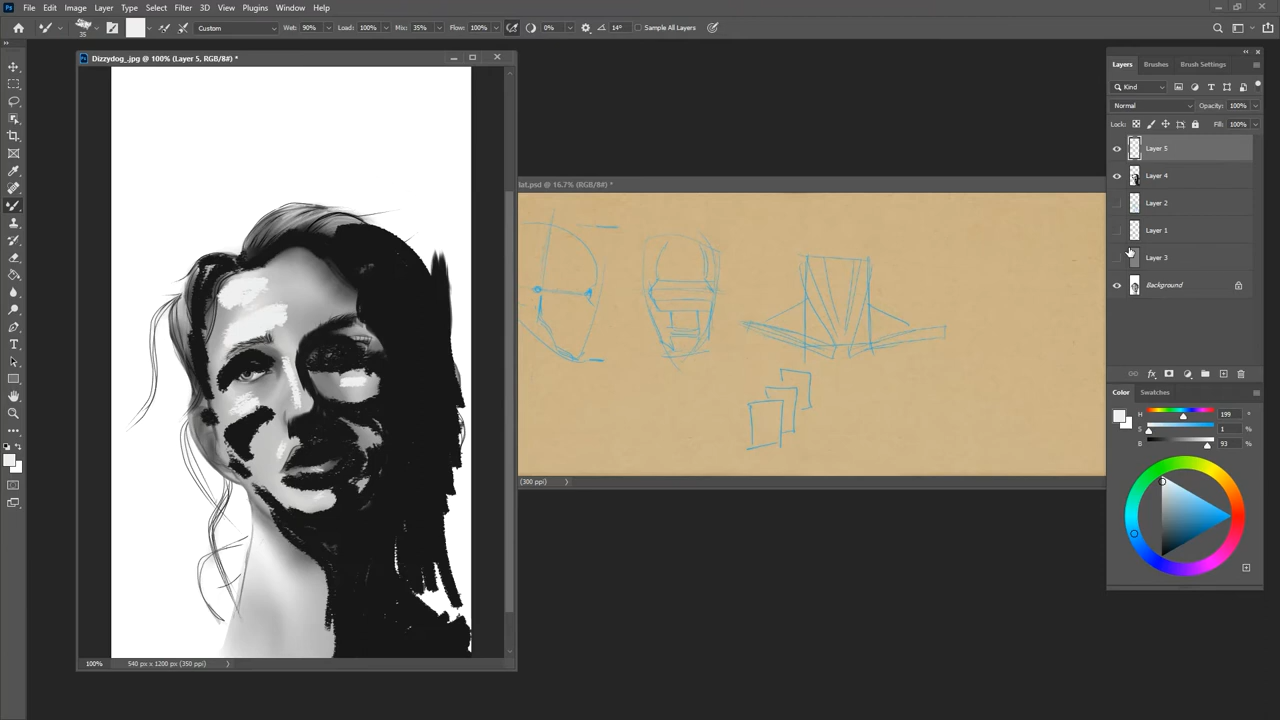 Ps File Edit Image Layer Type Select Filter 3D View Plugins Window Help
35 Custom Wet: 90% Load: 100% Mix: 35% Flow: 100% 0% 14° Sample All Layers
Dizzydog_.jpg @ 100% (Layer 5, RGB/8#) *
lat.psd @ 16.7% (RGB/8#) *
100% 540 px x 1200 px (350 ppi)
(300 ppi)
Layers Brushes Brush Settings
Kind
Normal Opacity: 100%
Lock: Fill: 100%
Layer 5
Layer 4
Layer 2
Layer 1
Layer 3
Background
fx
Color Swatches
H 199 °
S 1 %
B 93 %